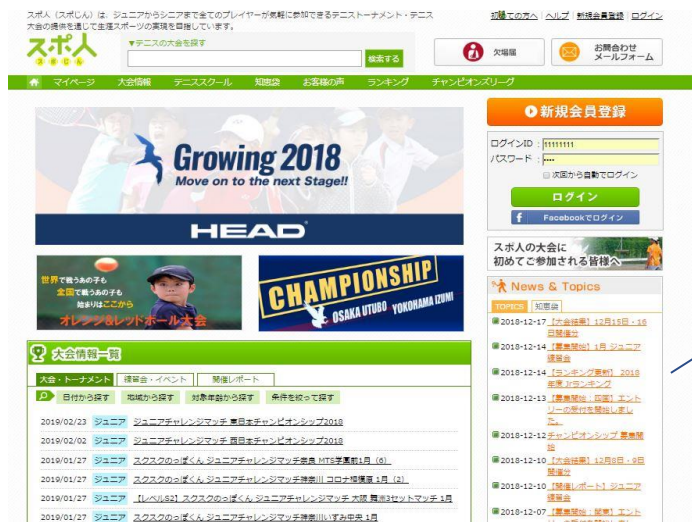 スポ人（スポじん）は、ジュニアからシニアまで全てのプレイヤーが気軽に参加できるテニストーナメント・テニス
大会の提供を通じて生涯スポーツの実現を目指しています。
初めての方へ ヘルプ 新規会員登録 ログイン
スポ人
スポじん
▼テニスの大会を探す
検索する
欠場届
お問合わせ
メールフォーム
マイページ 大会情報 テニススクール 知恵袋 お客様の声 ランキング チャンピオンズリーグ
Growing 2018
Move on to the next Stage!!
HEAD
世界で戦うあの子も
全国で戦うあの子も
始まりはここから
オレンジ&レッドボール大会
CHAMPIONSHIP
OSAKA UTUBO YOKOHAMA IZUMI
大会情報一覧
大会・トーナメント 練習会・イベント 開催レポート
日付から探す 地域から探す 対象年齢から探す 条件を絞って探す
2019/02/23 ジュニア ジュニアチャレンジマッチ 東日本チャンピオンシップ2018
2019/02/02 ジュニア ジュニアチャレンジマッチ 西日本チャンピオンシップ2018
2019/01/27 ジュニア スクスクのっぽくん ジュニアチャレンジマッチ奈良 MTS学園前1月（6）
2019/01/27 ジュニア スクスクのっぽくん ジュニアチャレンジマッチ神奈川 コロナ相模原 1月（2）
2019/01/27 ジュニア 【レベルS2】スクスクのっぽくん ジュニアチャレンジマッチ 大阪 舞洲3セットマッチ 1月
2019/01/27 ジュニア スクスクのっぽくん ジュニアチャレンジマッチ神奈川いずみ中央 1月
新規会員登録
ログインID : 11111111
パスワード : ••••
次回から自動でログイン
ログイン
f Facebookでログイン
スポ人の大会に
初めてご参加される皆様へ
News & Topics
TOPICS 知恵袋
2018-12-17 【大会結果】12月15日・16
日開催分
2018-12-14 【募集開始】1月 ジュニア
練習会
2018-12-14 【ランキング更新】 2018
年度 Jrランキング
2018-12-13 【募集開始：四国】エント
リーの受付を開始しまし
た。
2018-12-12 チャンピオンシップ 募集開
始
2018-12-10 【大会結果】12月8日・9日
開催分
2018-12-10 【開催レポート】ジュニア
練習会
2018-12-07 【募集開始：関東】エント